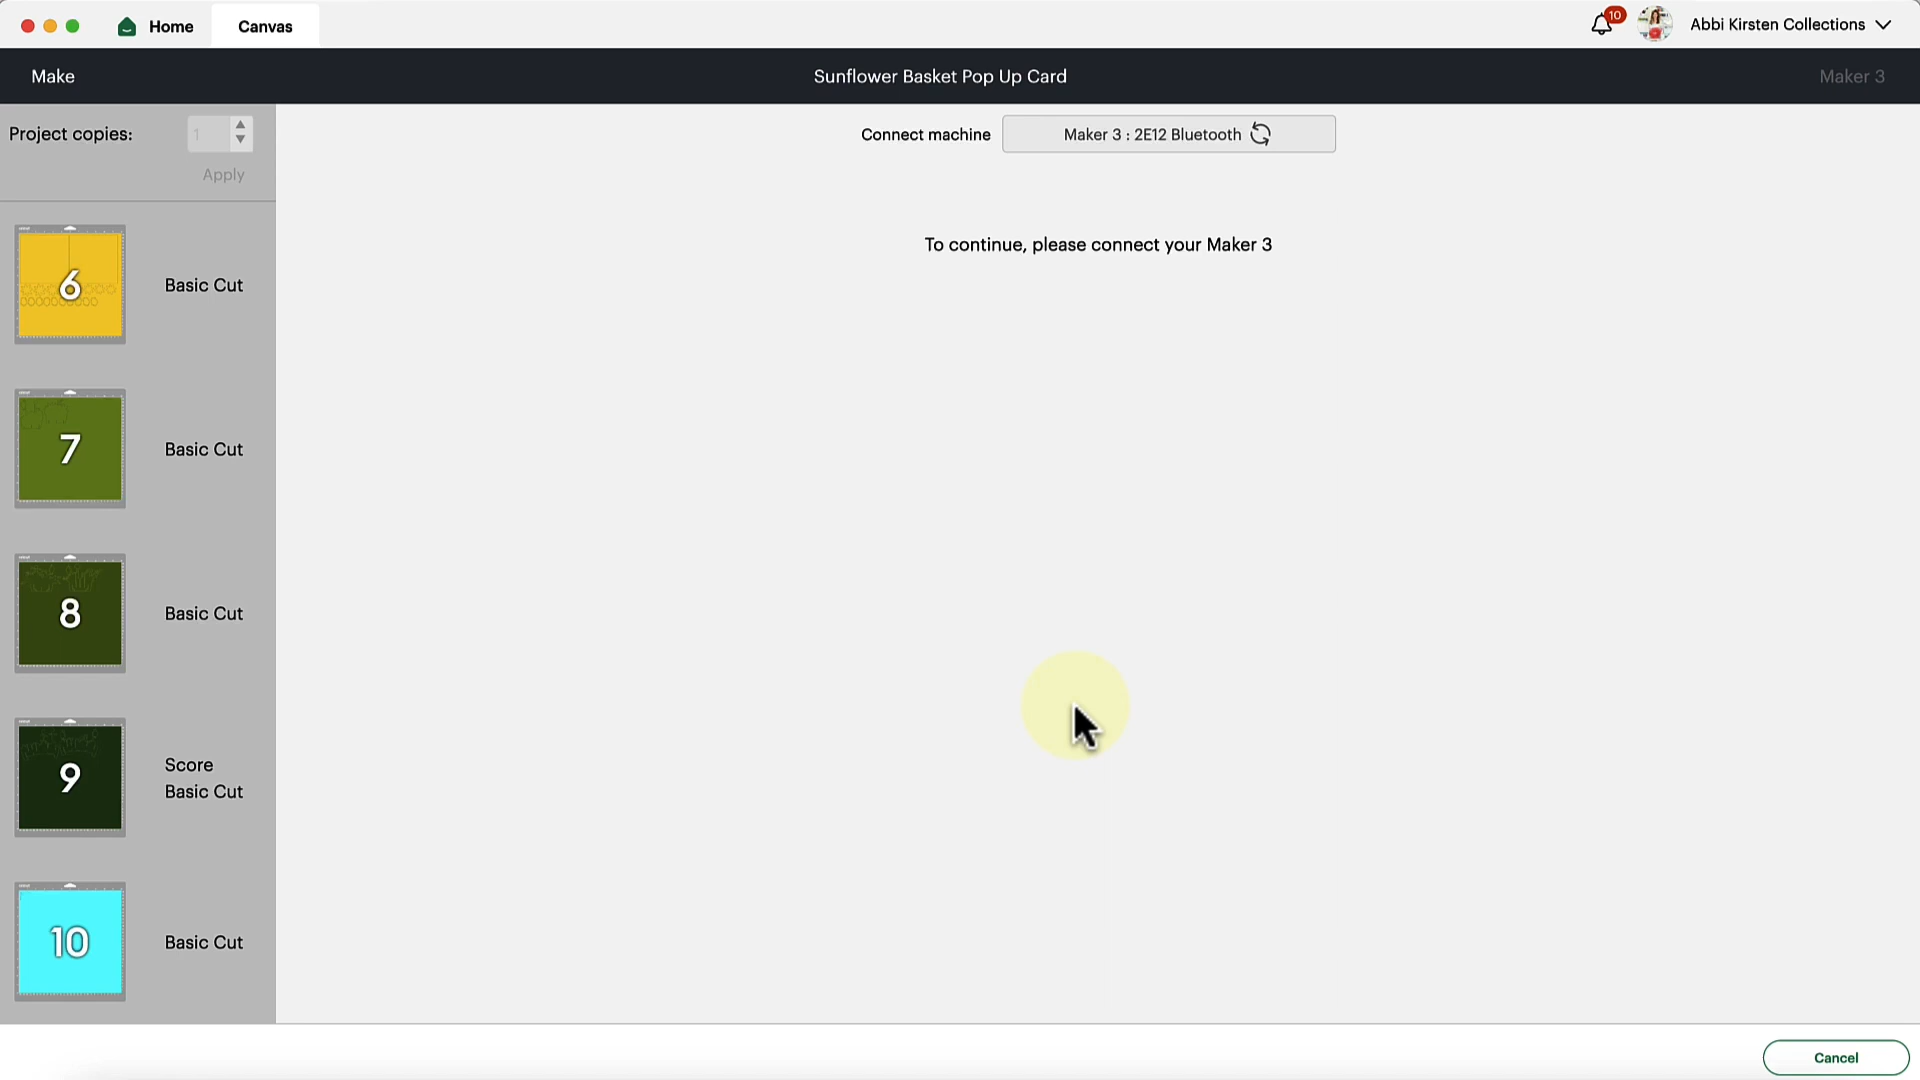 Home
Canvas
10
Abbi Kirsten Collections
Make
Sunflower Basket Pop Up Card
Maker 3
Project copies:
1
Apply
Connect machine
Maker 3 : 2E12 Bluetooth
To continue, please connect your Maker 3
6
Basic Cut
7
Basic Cut
8
Basic Cut
9
Score
Basic Cut
10
Basic Cut
Cancel